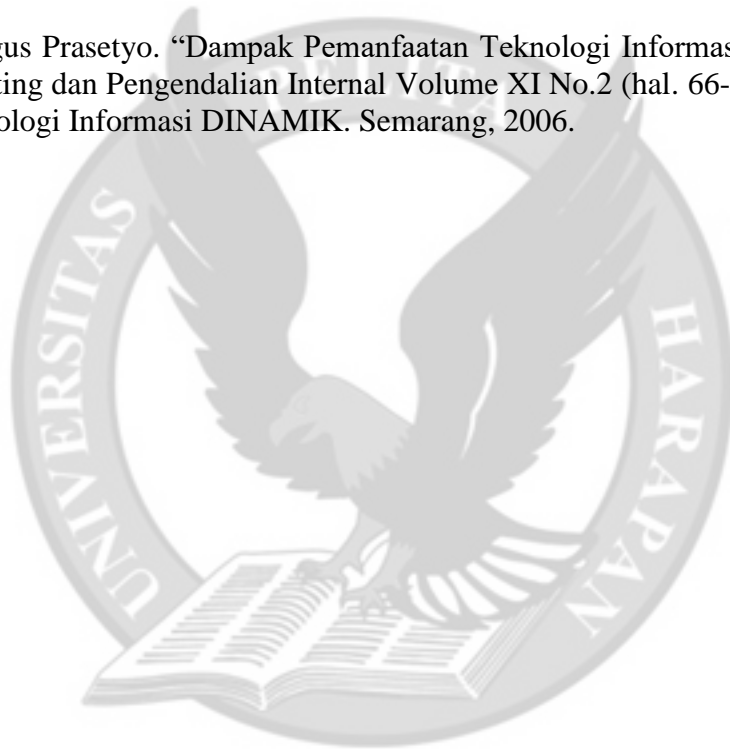 gus Prasetyo. “Dampak Pemanfaatan Teknologi Informas
ting dan Pengendalian Internal Volume XI No.2 (hal. 66-
ologi Informasi DINAMIK. Semarang, 2006.
UNIVERSITAS PELITA HARAPAN